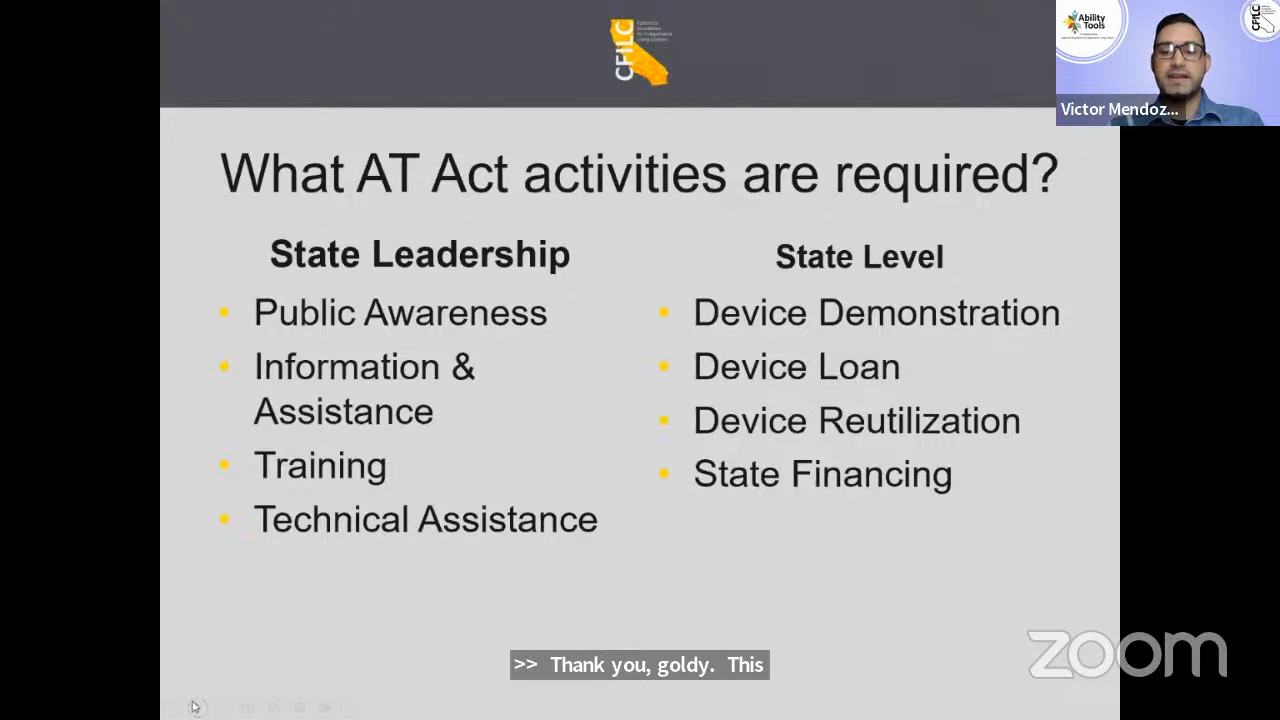 CFILC
What AT Act activities are required?
State Leadership
• Public Awareness
• Information &
Assistance
• Training
• Technical Assistance
State Level
• Device Demonstration
• Device Loan
• Device Reutilization
• State Financing
Ability
Tools
CFILC
Victor Mendoz...
>> Thank you, goldy. This
zoom